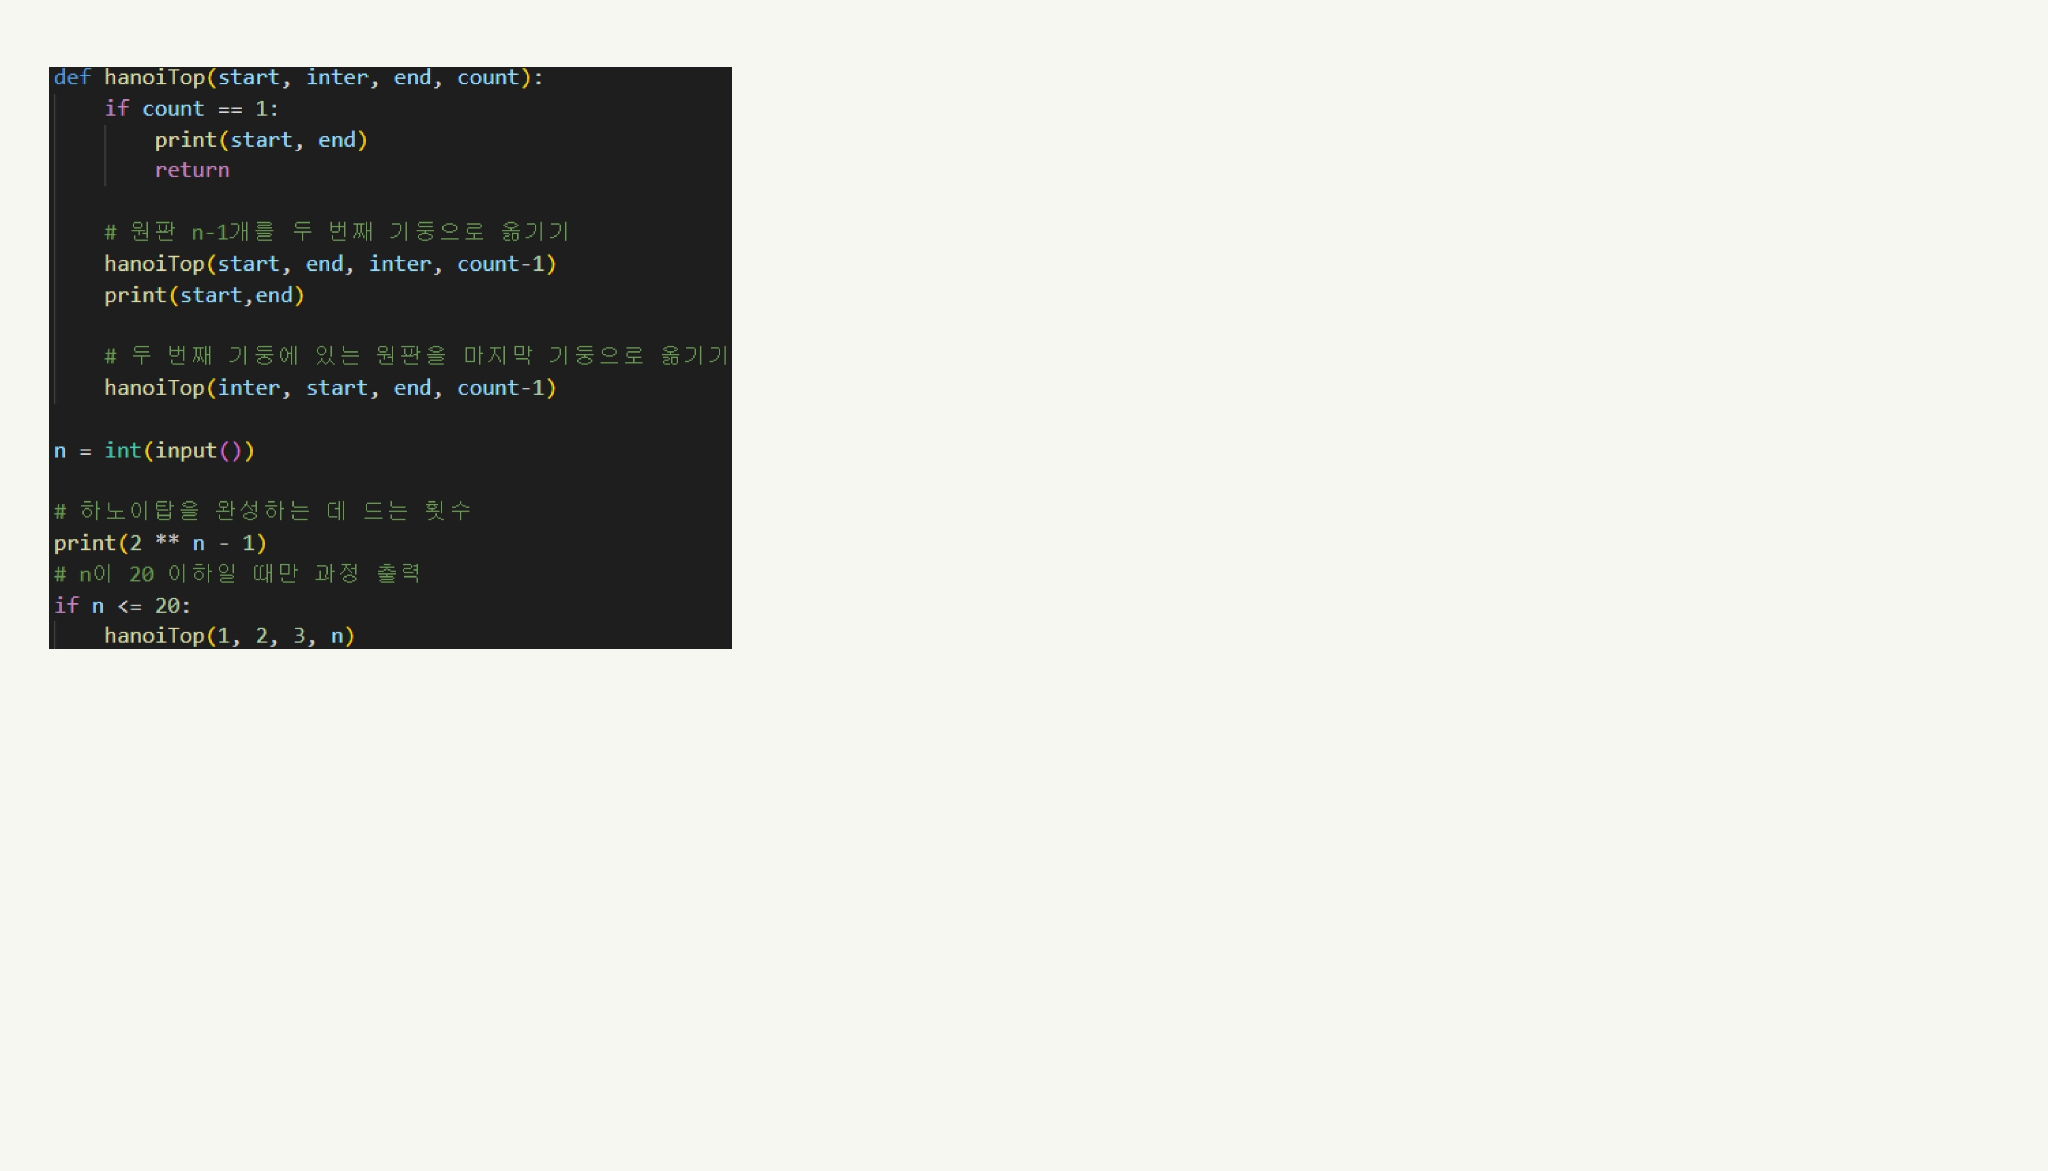 def hanoiTop(start, inter, end, count):
    if count == 1:
        print(start, end)
        return

    # 원판 n-1개를 두 번째 기둥으로 옮기기
    hanoiTop(start, end, inter, count-1)
    print(start,end)

    # 두 번째 기둥에 있는 원판을 마지막 기둥으로 옮기기
    hanoiTop(inter, start, end, count-1)

n = int(input())

# 하노이탑을 완성하는 데 드는 횟수
print(2 ** n - 1)
# n이 20 이하일 때만 과정 출력
if n <= 20:
    hanoiTop(1, 2, 3, n)